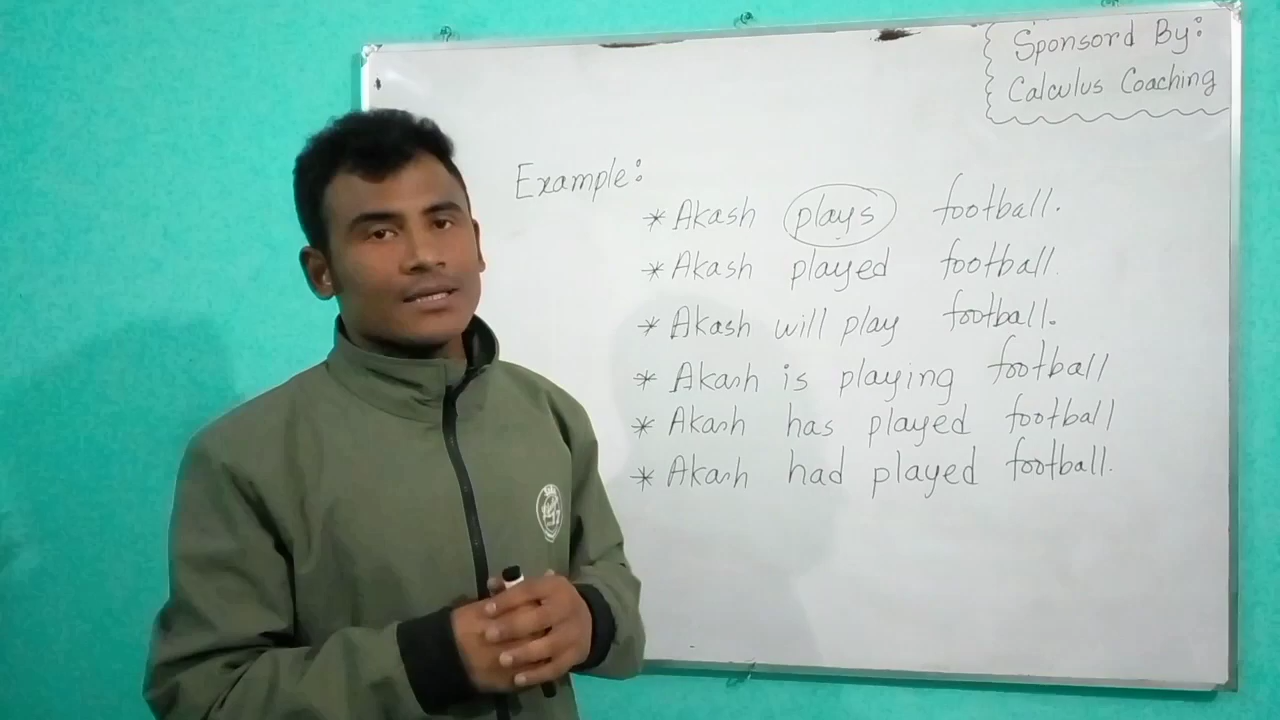 Sponsord By:
Calculus Coaching
Example:
* Akash plays football.
* Akash played football.
* Akash will play football.
* Akash is playing football
* Akash has played football
* Akash had played football.